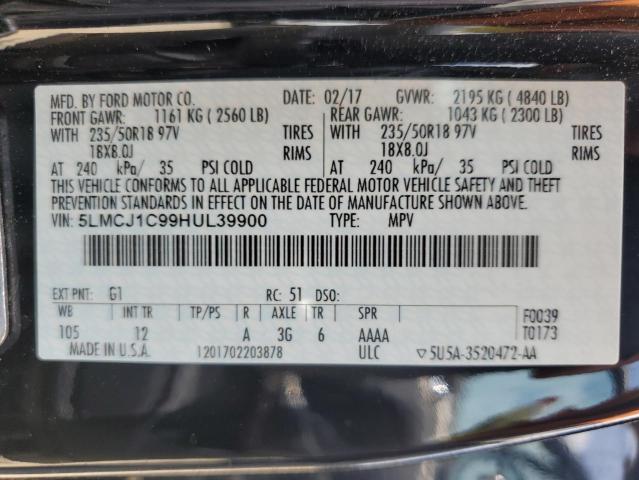 MFD. BY FORD MOTOR CO. DATE: 02/17 GVWR: 2195 KG ( 4840 LB)
FRONT GAWR: 1161 KG ( 2560 LB) REAR GAWR: 1043 KG ( 2300 LB)
WITH 235/50R18 97V TIRES WITH 235/50R18 97V TIRES
18X8.0J RIMS 18X8.0J RIMS
AT 240 kPa/ 35 PSI COLD AT 240 kPa/ 35 PSI COLD
THIS VEHICLE CONFORMS TO ALL APPLICABLE FEDERAL MOTOR VEHICLE SAFETY AND THEFT
PREVENTION STANDARDS IN EFFECT ON THE DATE OF MANUFACTURE SHOWN ABOVE.
VIN: 5LMCJ1C99HUL39900 TYPE: MPV
EXT PNT: G1 RC: 51 DSO:
WB INT TR TP/PS R AXLE TR SPR F0039
105 12 A 3G 6 AAAA T0173
MADE IN U.S.A. 1201702203878 ULC ▽5U5A-3520472-AA